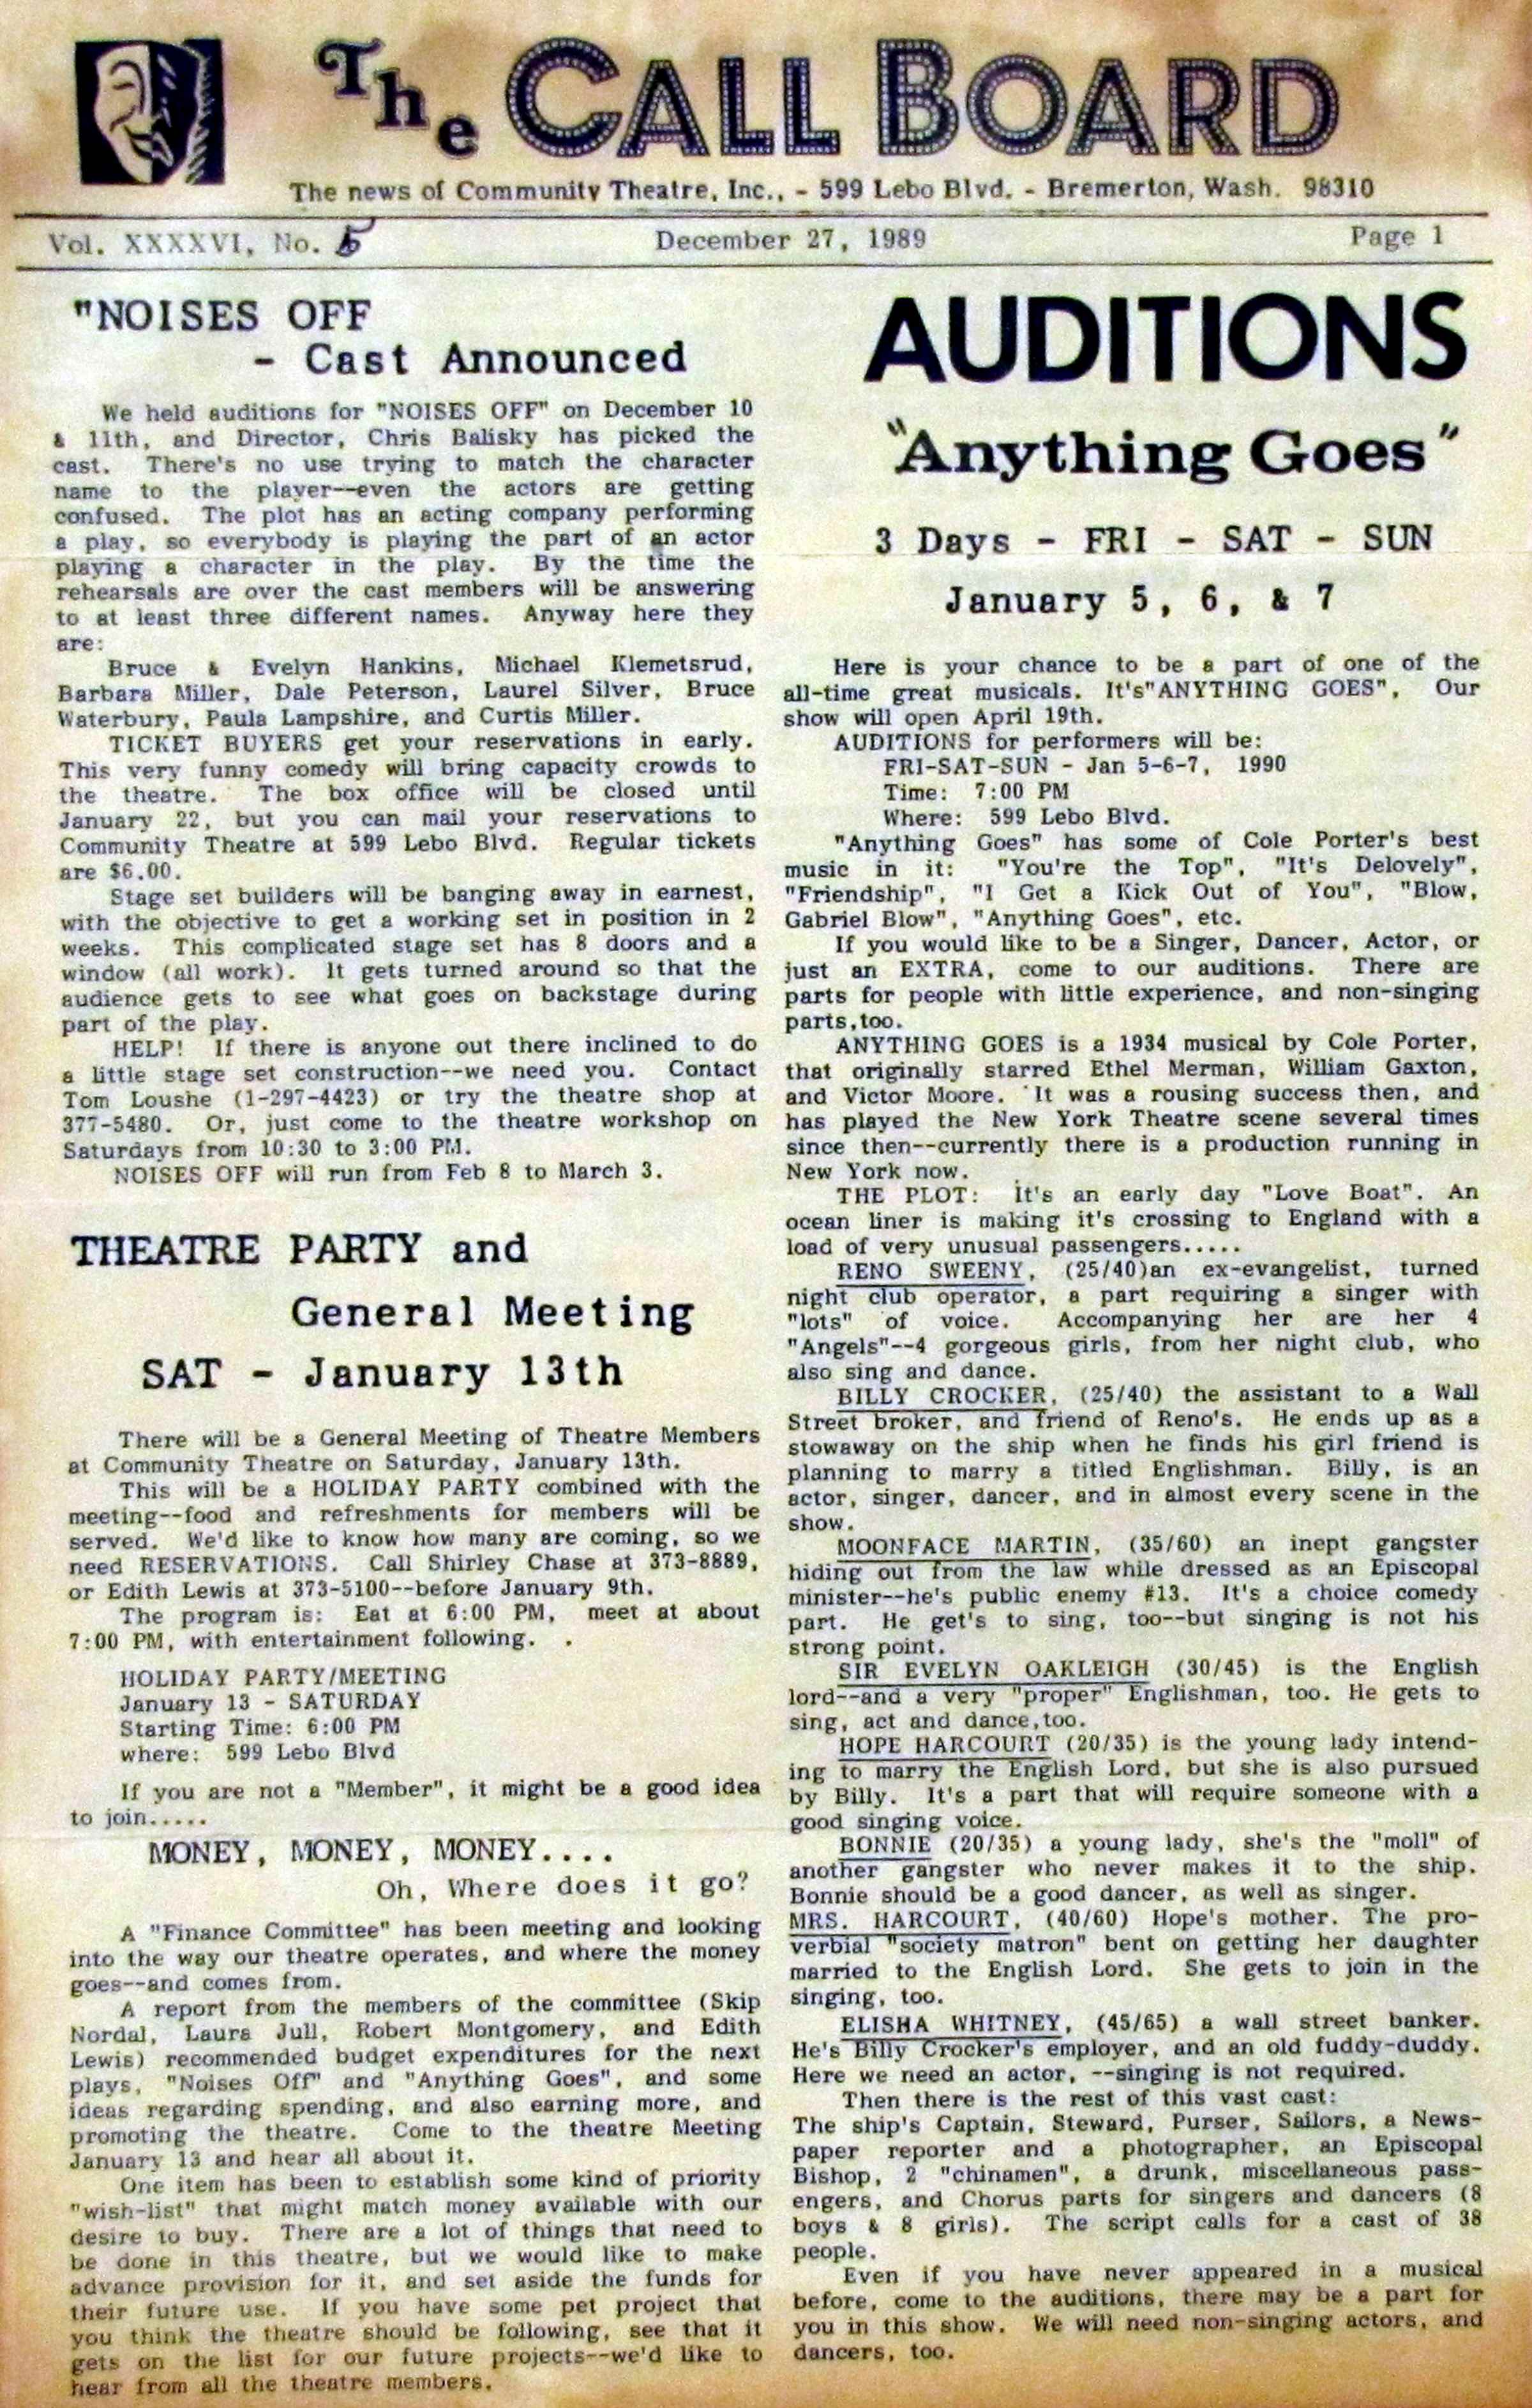 The CALL BOARD
The news of Community Theatre, Inc., - 599 Lebo Blvd. - Bremerton, Wash. 98310
Vol. XXXXVI, No. 5
December 27, 1989
Page 1
"NOISES OFF
- Cast Announced
We held auditions for "NOISES OFF" on December 10
& 11th, and Director, Chris Balisky has picked the
cast. There's no use trying to match the character
name to the player--even the actors are getting
confused. The plot has an acting company performing
a play, so everybody is playing the part of an actor
playing a character in the play. By the time the
rehearsals are over the cast members will be answering
to at least three different names. Anyway here they
are:
Bruce & Evelyn Hankins, Michael Klemetsrud,
Barbara Miller, Dale Peterson, Laurel Silver, Bruce
Waterbury, Paula Lampshire, and Curtis Miller.
TICKET BUYERS get your reservations in early.
This very funny comedy will bring capacity crowds to
the theatre. The box office will be closed until
January 22, but you can mail your reservations to
Community Theatre at 599 Lebo Blvd. Regular tickets
are $6.00.
Stage set builders will be banging away in earnest,
with the objective to get a working set in position in 2
weeks. This complicated stage set has 8 doors and a
window (all work). It gets turned around so that the
audience gets to see what goes on backstage during
part of the play.
HELP! If there is anyone out there inclined to do
a little stage set construction--we need you. Contact
Tom Loushe (1-297-4423) or try the theatre shop at
377-5480. Or, just come to the theatre workshop on
Saturdays from 10:30 to 3:00 PM.
NOISES OFF will run from Feb 8 to March 3.
THEATRE PARTY and
General Meeting
SAT - January 13th
There will be a General Meeting of Theatre Members
at Community Theatre on Saturday, January 13th.
This will be a HOLIDAY PARTY combined with the
meeting--food and refreshments for members will be
served. We'd like to know how many are coming, so we
need RESERVATIONS. Call Shirley Chase at 373-8889,
or Edith Lewis at 373-5100--before January 9th.
The program is: Eat at 6:00 PM, meet at about
7:00 PM, with entertainment following. .
HOLIDAY PARTY/MEETING
January 13 - SATURDAY
Starting Time: 6:00 PM
where: 599 Lebo Blvd
If you are not a "Member", it might be a good idea
to join.....
MONEY, MONEY, MONEY....
Oh, Where does it go?
A "Finance Committee" has been meeting and looking
into the way our theatre operates, and where the money
goes--and comes from.
A report from the members of the committee (Skip
Nordal, Laura Jull, Robert Montgomery, and Edith
Lewis) recommended budget expenditures for the next
plays, "Noises Off" and "Anything Goes", and some
ideas regarding spending, and also earning more, and
promoting the theatre. Come to the theatre Meeting
January 13 and hear all about it.
One item has been to establish some kind of priority
"wish-list" that might match money available with our
desire to buy. There are a lot of things that need to
be done in this theatre, but we would like to make
advance provision for it, and set aside the funds for
their future use. If you have some pet project that
you think the theatre should be following, see that it
gets on the list for our future projects--we'd like to
hear from all the theatre members.
AUDITIONS
"Anything Goes"
3 Days - FRI - SAT - SUN
January 5, 6, & 7
Here is your chance to be a part of one of the
all-time great musicals. It's"ANYTHING GOES", Our
show will open April 19th.
AUDITIONS for performers will be:
FRI-SAT-SUN - Jan 5-6-7, 1990
Time: 7:00 PM
Where: 599 Lebo Blvd.
"Anything Goes" has some of Cole Porter's best
music in it: "You're the Top", "It's Delovely",
"Friendship", "I Get a Kick Out of You", "Blow,
Gabriel Blow", "Anything Goes", etc.
If you would like to be a Singer, Dancer, Actor, or
just an EXTRA, come to our auditions. There are
parts for people with little experience, and non-singing
parts,too.
ANYTHING GOES is a 1934 musical by Cole Porter,
that originally starred Ethel Merman, William Gaxton,
and Victor Moore. It was a rousing success then, and
has played the New York Theatre scene several times
since then--currently there is a production running in
New York now.
THE PLOT: It's an early day "Love Boat". An
ocean liner is making it's crossing to England with a
load of very unusual passengers.....
RENO SWEENY, (25/40)an ex-evangelist, turned
night club operator, a part requiring a singer with
"lots" of voice. Accompanying her are her 4
"Angels"--4 gorgeous girls, from her night club, who
also sing and dance.
BILLY CROCKER, (25/40) the assistant to a Wall
Street broker, and friend of Reno's. He ends up as a
stowaway on the ship when he finds his girl friend is
planning to marry a titled Englishman. Billy, is an
actor, singer, dancer, and in almost every scene in the
show.
MOONFACE MARTIN, (35/60) an inept gangster
hiding out from the law while dressed as an Episcopal
minister--he's public enemy #13. It's a choice comedy
part. He get's to sing, too--but singing is not his
strong point.
SIR EVELYN OAKLEIGH (30/45) is the English
lord--and a very "proper" Englishman, too. He gets to
sing, act and dance,too.
HOPE HARCOURT (20/35) is the young lady intend-
ing to marry the English Lord, but she is also pursued
by Billy. It's a part that will require someone with a
good singing voice.
BONNIE (20/35) a young lady, she's the "moll" of
another gangster who never makes it to the ship.
Bonnie should be a good dancer, as well as singer.
MRS. HARCOURT, (40/60) Hope's mother. The pro-
verbial "society matron" bent on getting her daughter
married to the English Lord. She gets to join in the
singing, too.
ELISHA WHITNEY, (45/65) a wall street banker.
He's Billy Crocker's employer, and an old fuddy-duddy.
Here we need an actor, --singing is not required.
Then there is the rest of this vast cast:
The ship's Captain, Steward, Purser, Sailors, a News-
paper reporter and a photographer, an Episcopal
Bishop, 2 "chinamen", a drunk, miscellaneous pass-
engers, and Chorus parts for singers and dancers (8
boys & 8 girls). The script calls for a cast of 38
people.
Even if you have never appeared in a musical
before, come to the auditions, there may be a part for
you in this show. We will need non-singing actors, and
dancers, too.